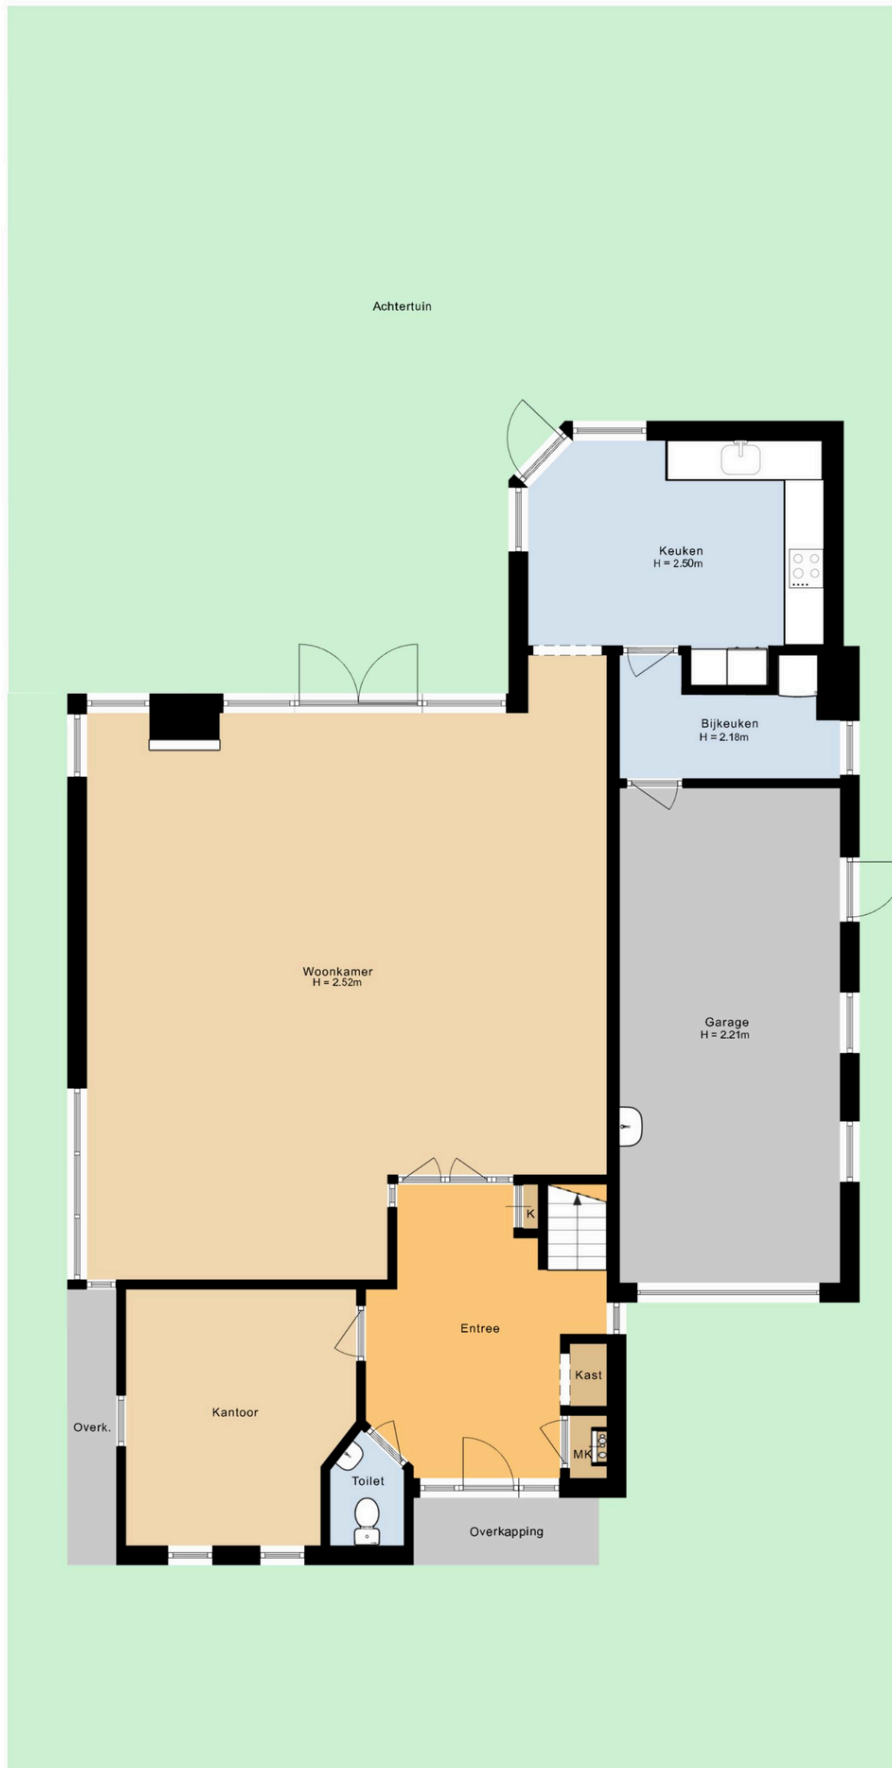 Achtertuin
Keuken
H = 2.50m
Bijkeuken
H = 2.18m
Woonkamer
H = 2.52m
Garage
H = 2.21m
K
Entree
Kast
Kantoor
Overk.
MK
Toilet
Overkapping